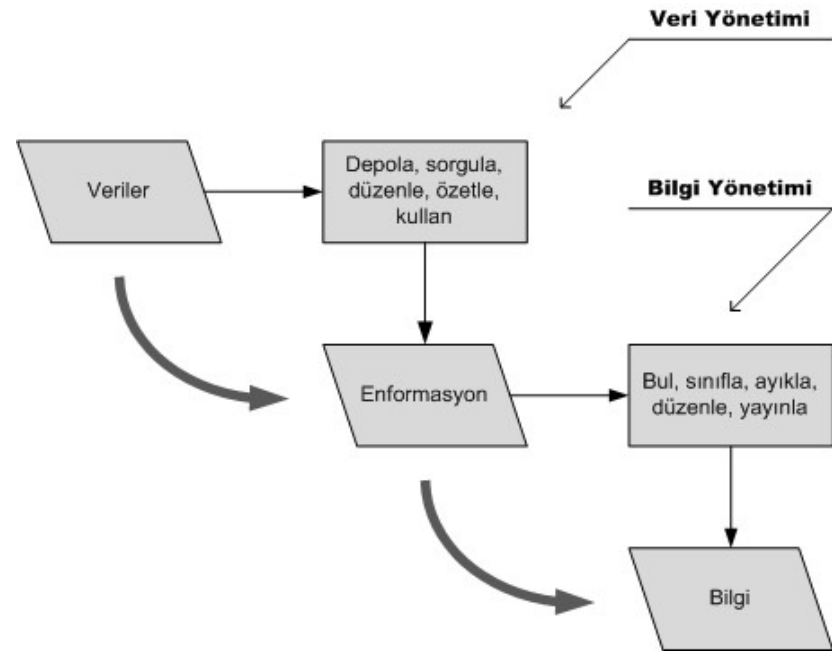 Veri Yönetimi
Veriler
Depola, sorgula,
düzenle, özetle,
kullan
Bilgi Yönetimi
Enformasyon
Bul, sınıfla, ayıkla,
düzenle, yayınla
Bilgi